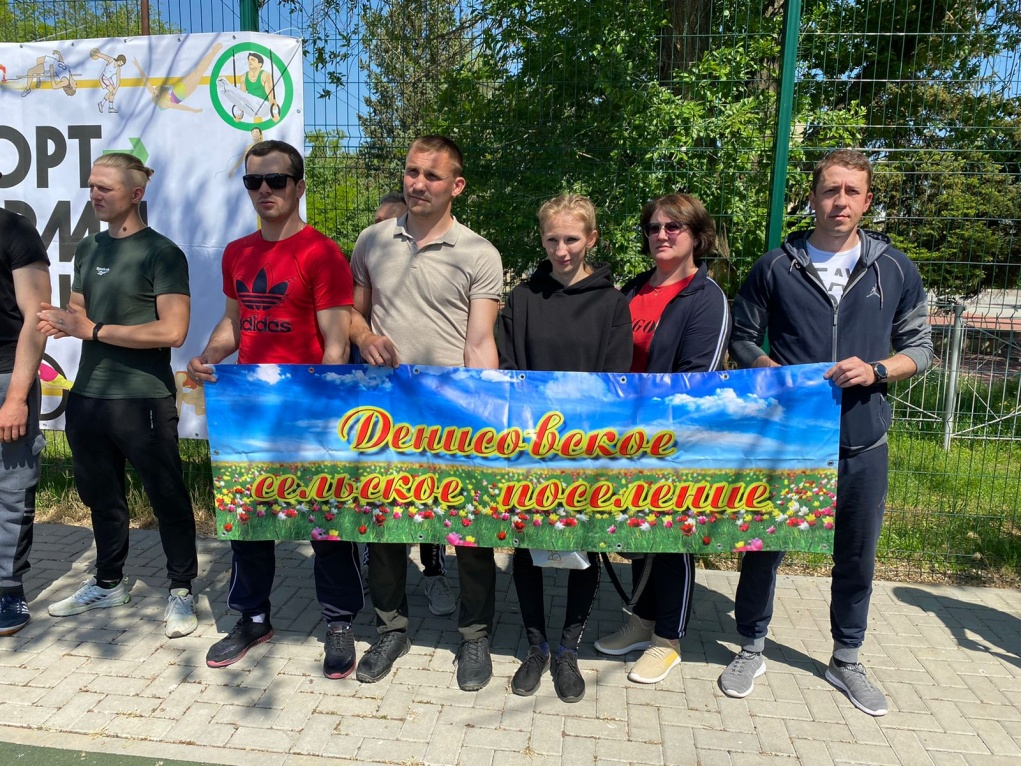 ОРТ
adidas
Денисовское
сельское поселение